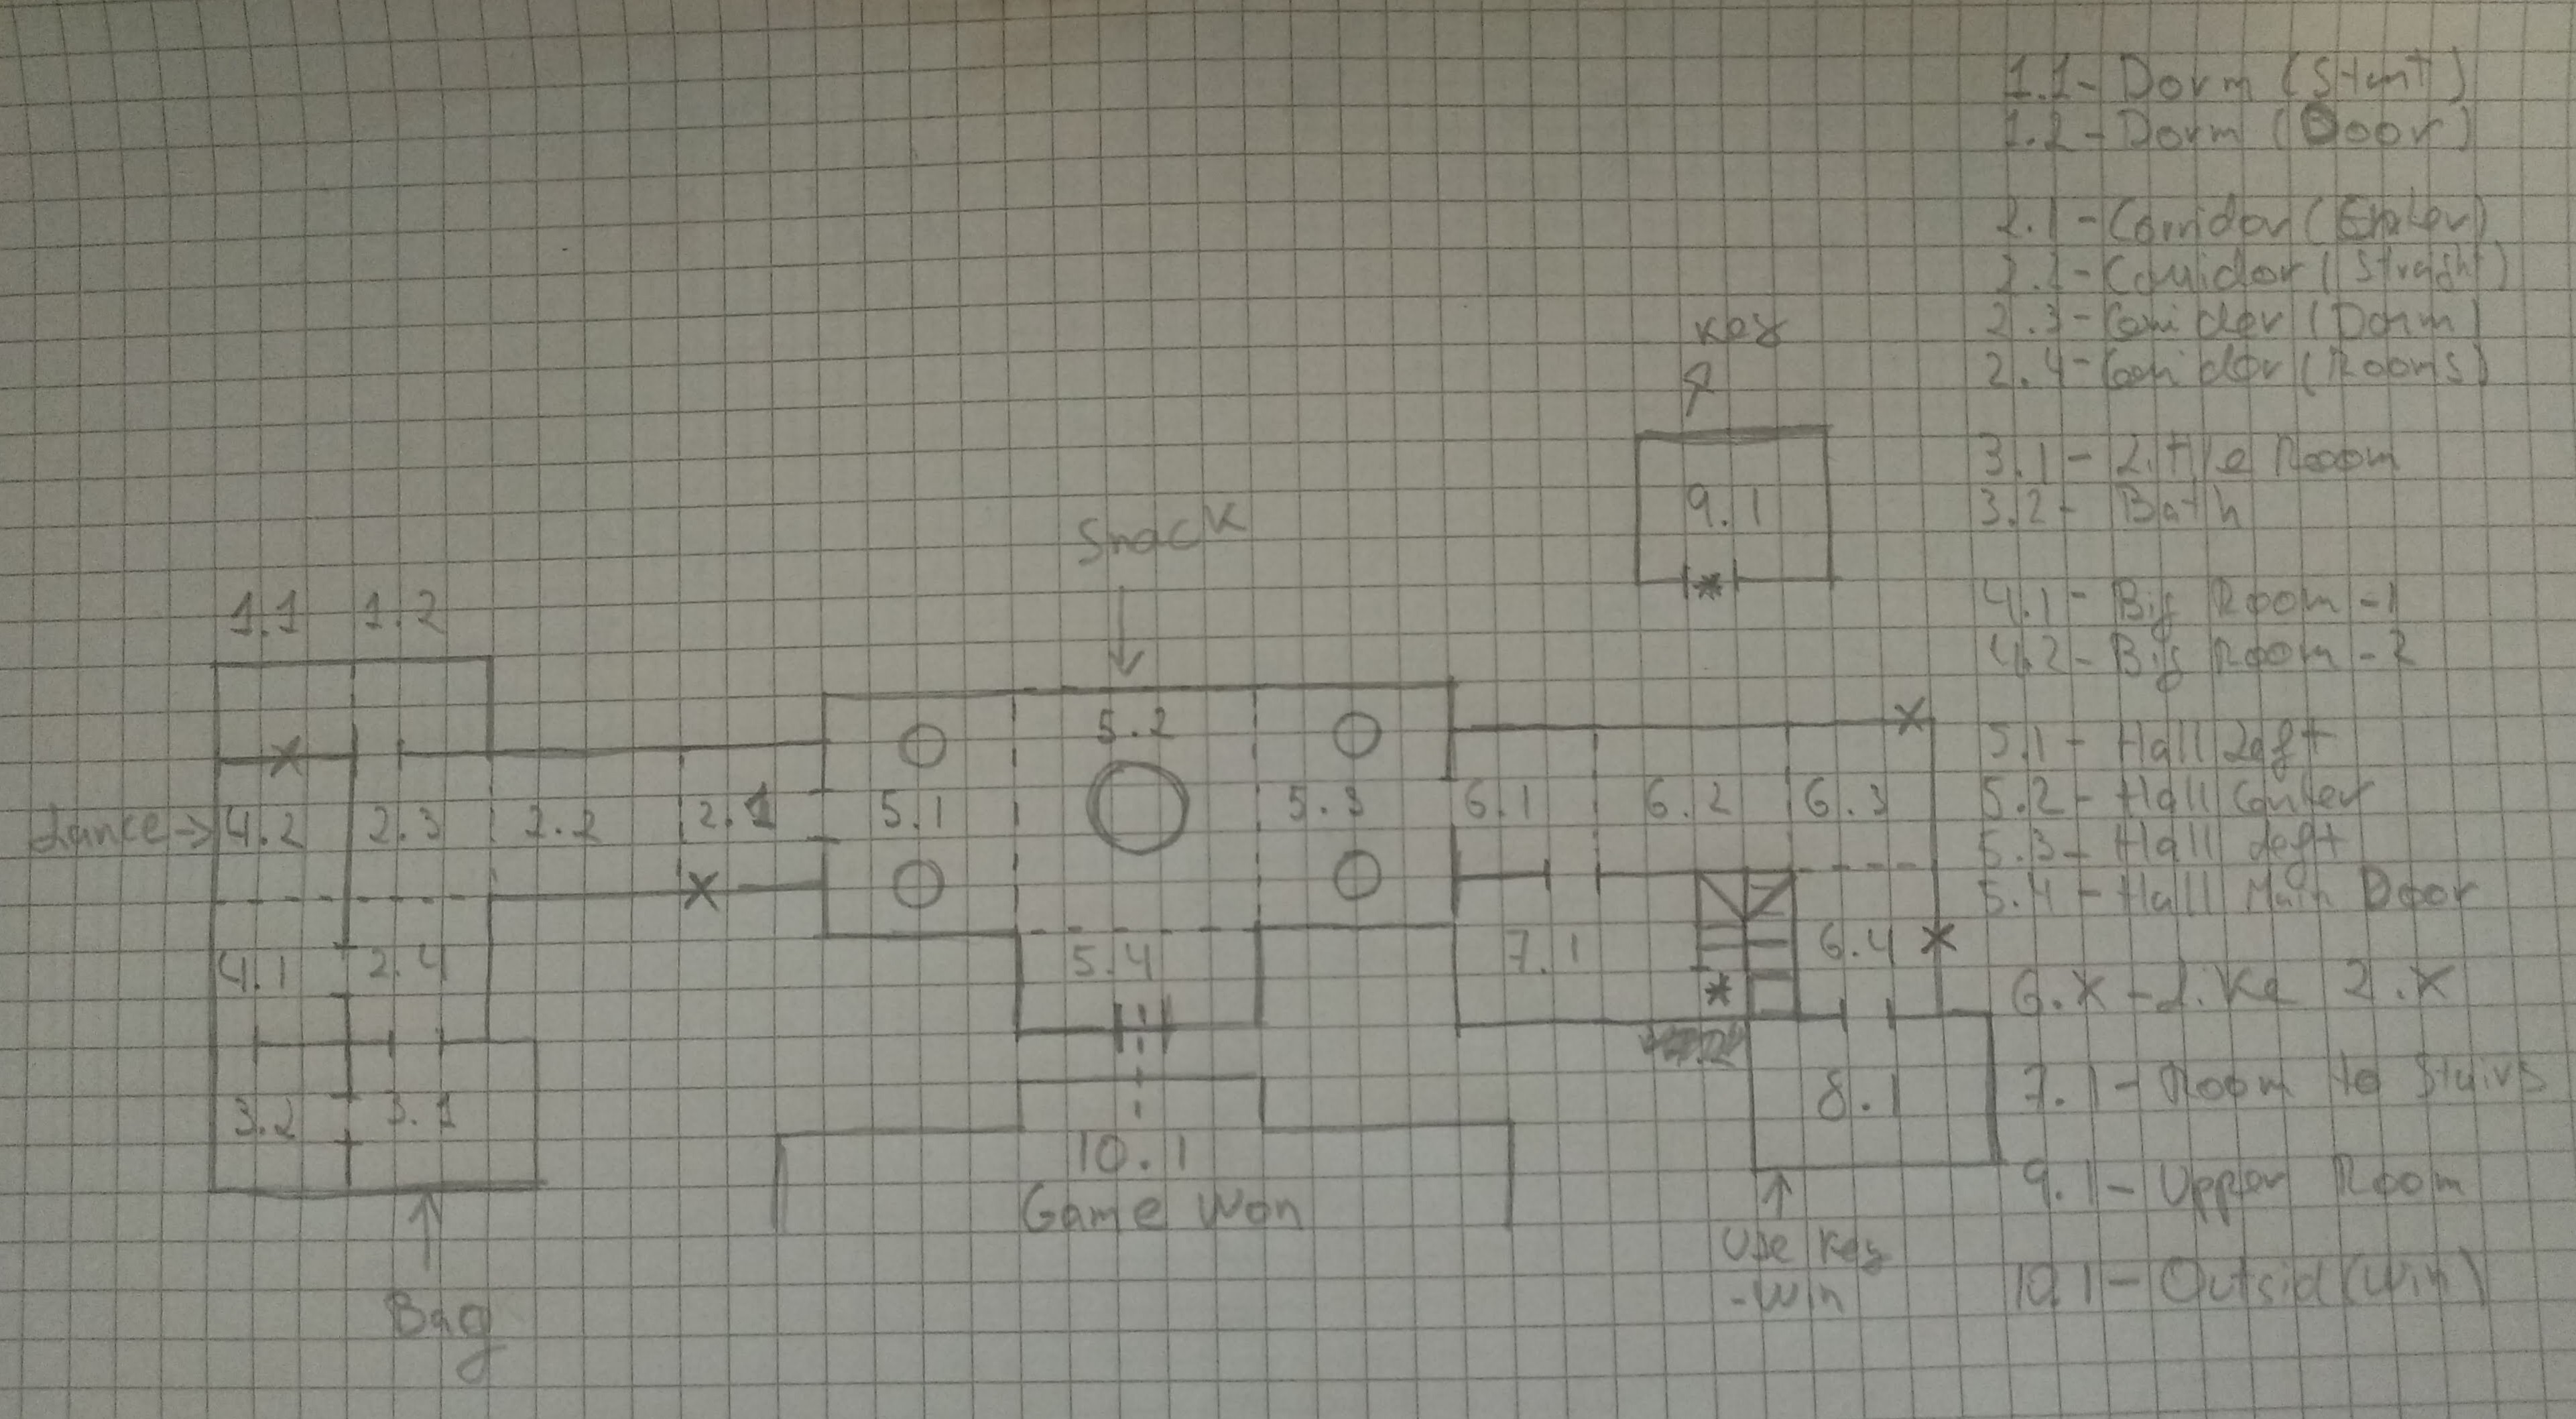 1.1 - Dorm (Stant)
1.2 - Dorm (Door)
2.1 - Corridor (Enter)
2.2 - Corridor (Straight)
2.3 - Corridor (Dorm)
2.4 - Corridor (Rooms)
3.1 - Little Room
3.2 - Bath
4.1 - Big Room - 1
4.2 - Big Room - 2
5.1 - Hall Left
5.2 - Hall Center
5.3 - Hall Left
5.4 - Hall Main Door
6.X - Like 2.X
7.1 - Room to Stairs
9.1 - Upper Room
10.1 - Outsid (Win)
Key
9.1
*
Snack
1.1 1.2
X
5.2
X
4.2 2.3 2.2 2.1 5.1 5.3 6.1 6.2 6.3
X
4.1 2.4 5.4 7.1 6.4 X
*
3.2 3.1 8.1
10.1
Game Won
Use Key
- Win
Bag